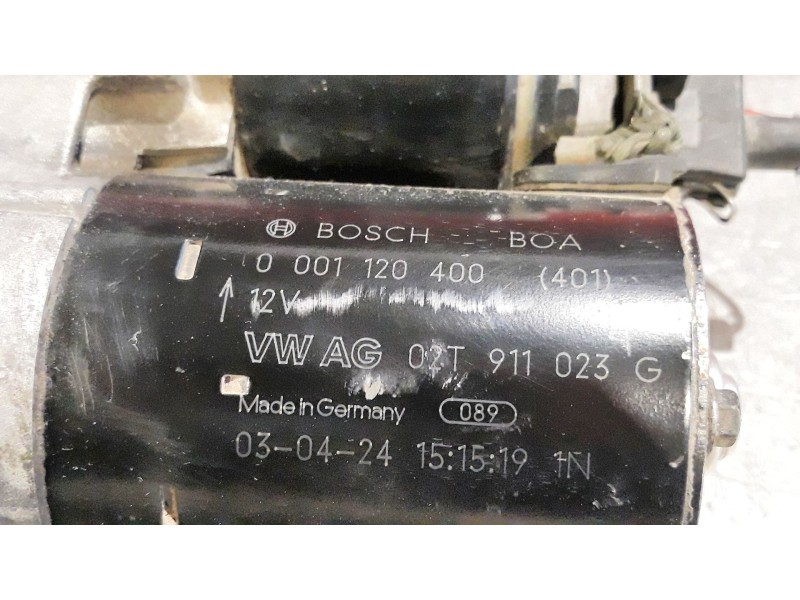 BOSCH BOA
0 001 120 400 (401)
12V
VW AG 02T 911 023 G
Made in Germany 089
03-04-24 15:15:19 1N